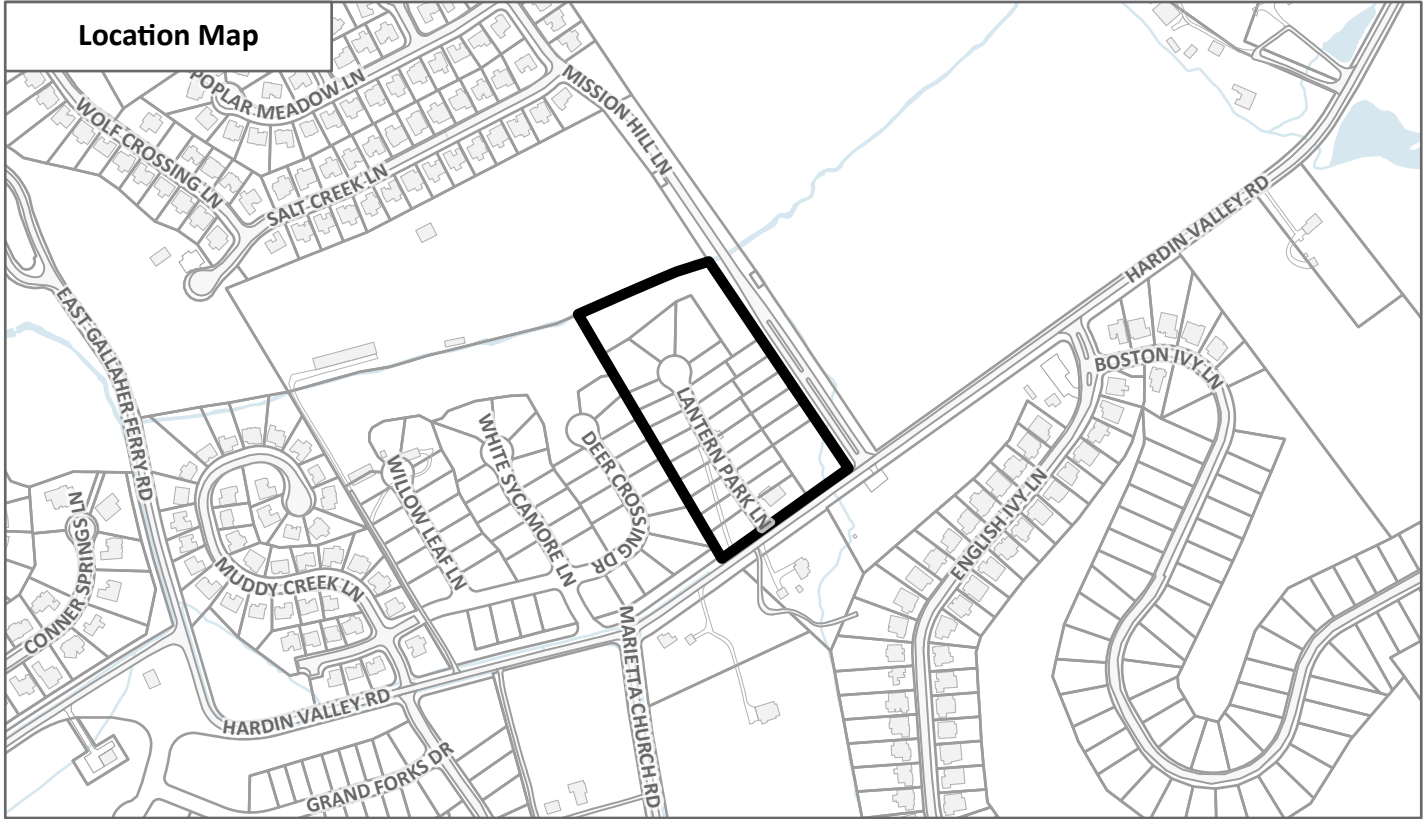 Location Map
POPLAR MEADOW LN
WOLF CROSSING LN
MISSION HILL LN
SALT CREEK LN
HARDIN VALLEY RD
EAST GALLAHER FERRY RD
BOSTON IVY LN
LANTERN PARK LN
WHITE SYCAMORE LN
DEER CROSSING DR
WILLOW LEAF LN
ENGLISH IVY LN
CONNER SPRINGS LN
MUDDY CREEK LN
MARIETTA CHURCH RD
HARDIN VALLEY RD
GRAND FORKS DR